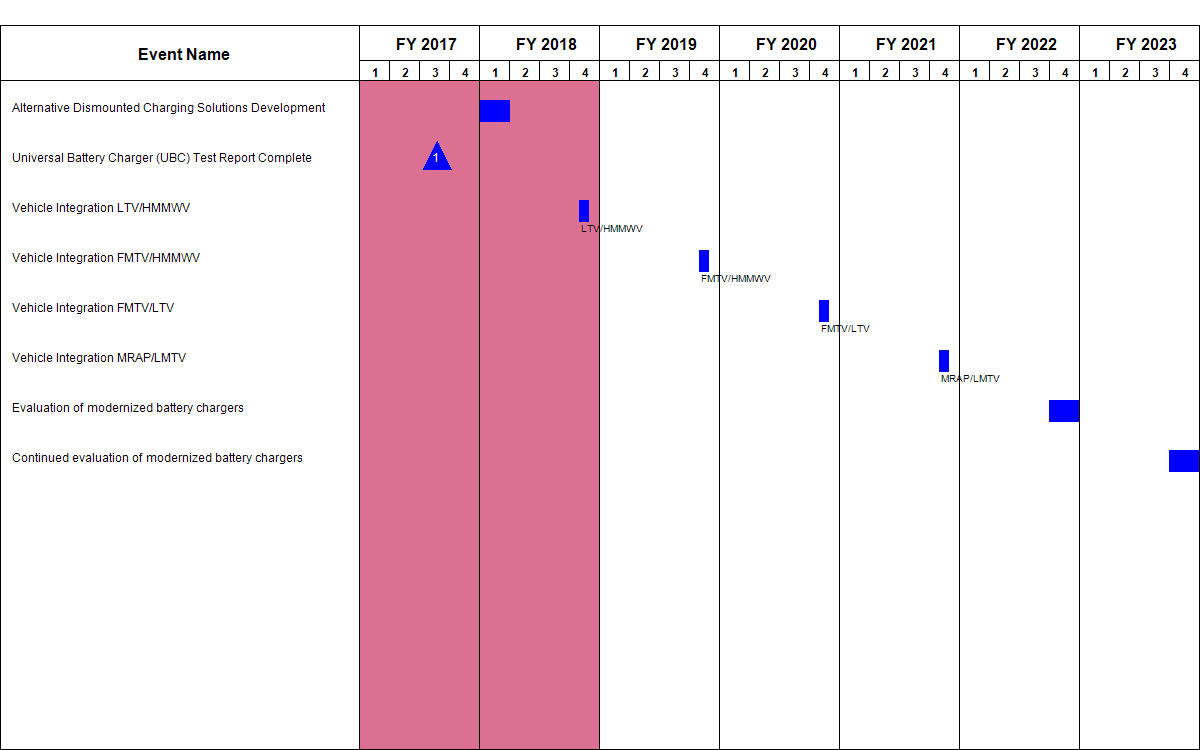 Event Name
FY 2017 FY 2018 FY 2019 FY 2020 FY 2021 FY 2022 FY 2023
1 2 3 4 1 2 3 4 1 2 3 4 1 2 3 4 1 2 3 4 1 2 3 4 1 2 3 4
Alternative Dismounted Charging Solutions Development
Universal Battery Charger (UBC) Test Report Complete
1
Vehicle Integration LTV/HMMWV
LTV/HMMWV
Vehicle Integration FMTV/HMMWV
FMTV/HMMWV
Vehicle Integration FMTV/LTV
FMTV/LTV
Vehicle Integration MRAP/LMTV
MRAP/LMTV
Evaluation of modernized battery chargers
Continued evaluation of modernized battery chargers